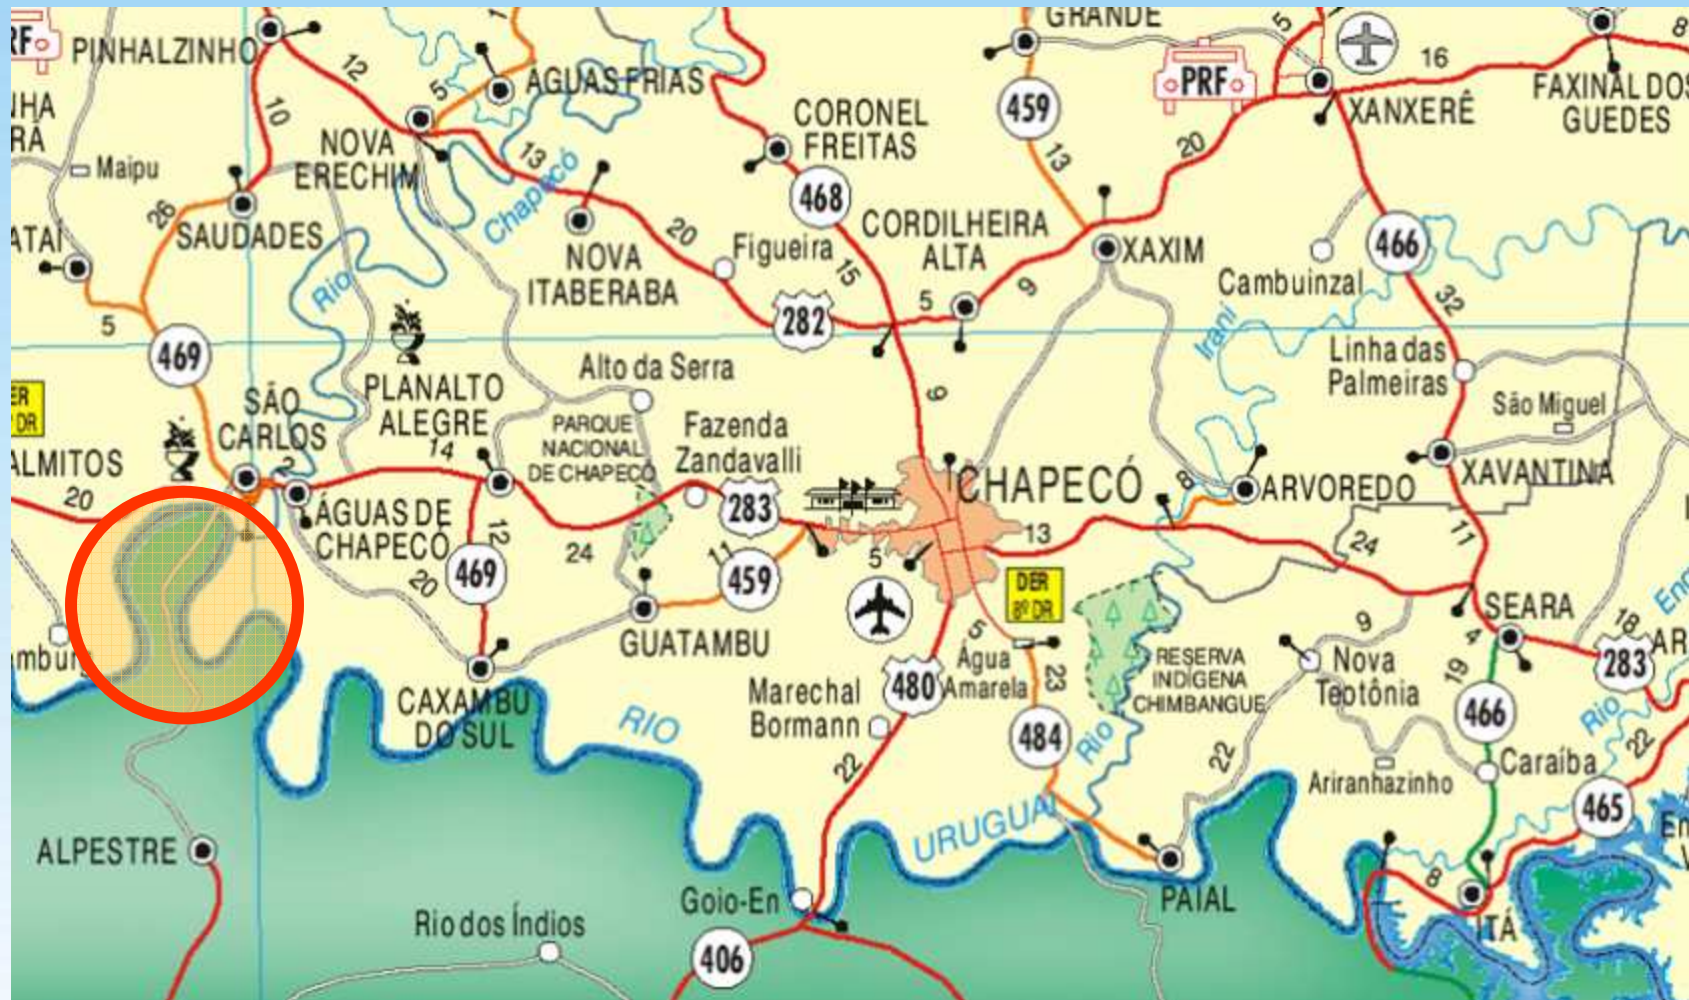 GRANDE
5
8
PINHALZINHO
12
5
ÁGUAS FRIAS
PRF
16
10
459
XANXERÊ
FAXINAL DOS
GUEDES
CORONEL
FREITAS
NOVA
ERECHIM
13
13
20
Maipu
Chapecó
468
26
SAUDADES
20
Figueira
CORDILHEIRA
ALTA
XAXIM
466
NOVA
ITABERABA
15
9
Cambuinzal
32
Rio
5
5
282
Irani
469
Alto da Serra
9
Linha das
Palmeiras
SÃO
CARLOS
PLANALTO
ALEGRE
PARQUE
NACIONAL
DE CHAPECÓ
Fazenda
Zandavalli
São Miguel
14
2
CHAPECÓ
8
ARVOREDO
XAVANTINA
20
ÁGUAS DE
CHAPECÓ
283
12
24
11
5
13
24
11
20
469
459
DER
8º DR
SEARA
GUATAMBU
5
9
4
18
283
Água
Amarela
23
RESERVA
INDÍGENA
CHIMBANGUE
Nova
Teotônia
19
CAXAMBU
DO SUL
Marechal
Bormann
480
466
RIO
484
Rio
Rio
22
22
22
Caraíba
Ariranhazinho
465
URUGUAI
ALPESTRE
8
Goio-En
PAIAL
ITÁ
Rio dos Índios
406